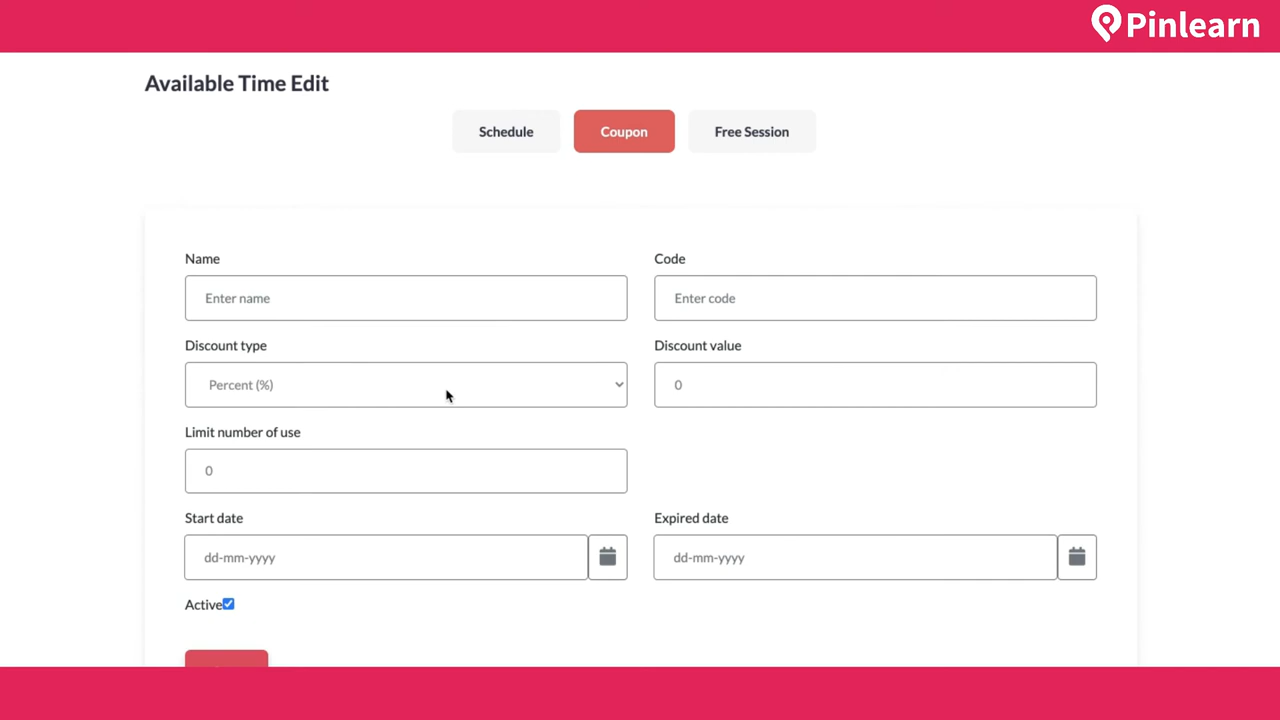 Pinlearn
Available Time Edit
Schedule
Coupon
Free Session
Name
Code
Enter name
Enter code
Discount type
Discount value
Percent (%)
0
Limit number of use
0
Start date
Expired date
dd-mm-yyyy
dd-mm-yyyy
Active